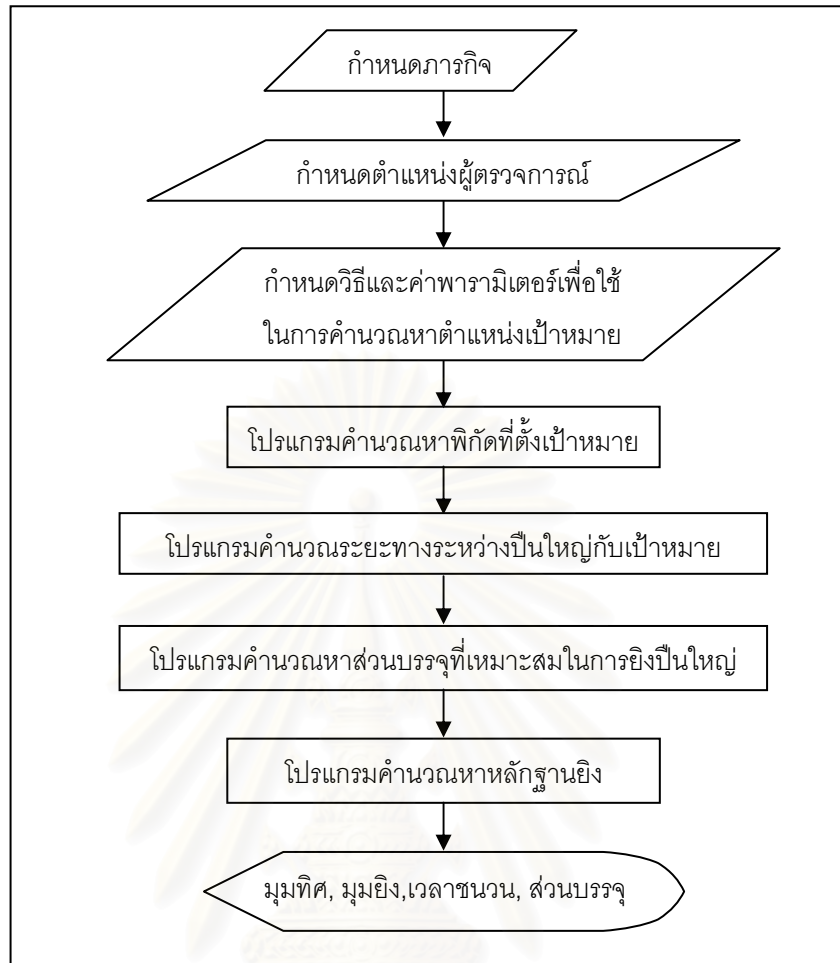 กำหนดภารกิจ
กำหนดตำแหน่งผู้ตรวจการณ์
กำหนดวิธีและค่าพารามิเตอร์เพื่อใช้
ในการคำนวณหาตำแหน่งเป้าหมาย
โปรแกรมคำนวณหาพิกัดที่ตั้งเป้าหมาย
โปรแกรมคำนวณระยะทางระหว่างปืนใหญ่กับเป้าหมาย
โปรแกรมคำนวณหาส่วนบรรจุที่เหมาะสมในการยิงปืนใหญ่
โปรแกรมคำนวณหาหลักฐานยิง
มุมทิศ, มุมยิง,เวลาชนวน, ส่วนบรรจุ